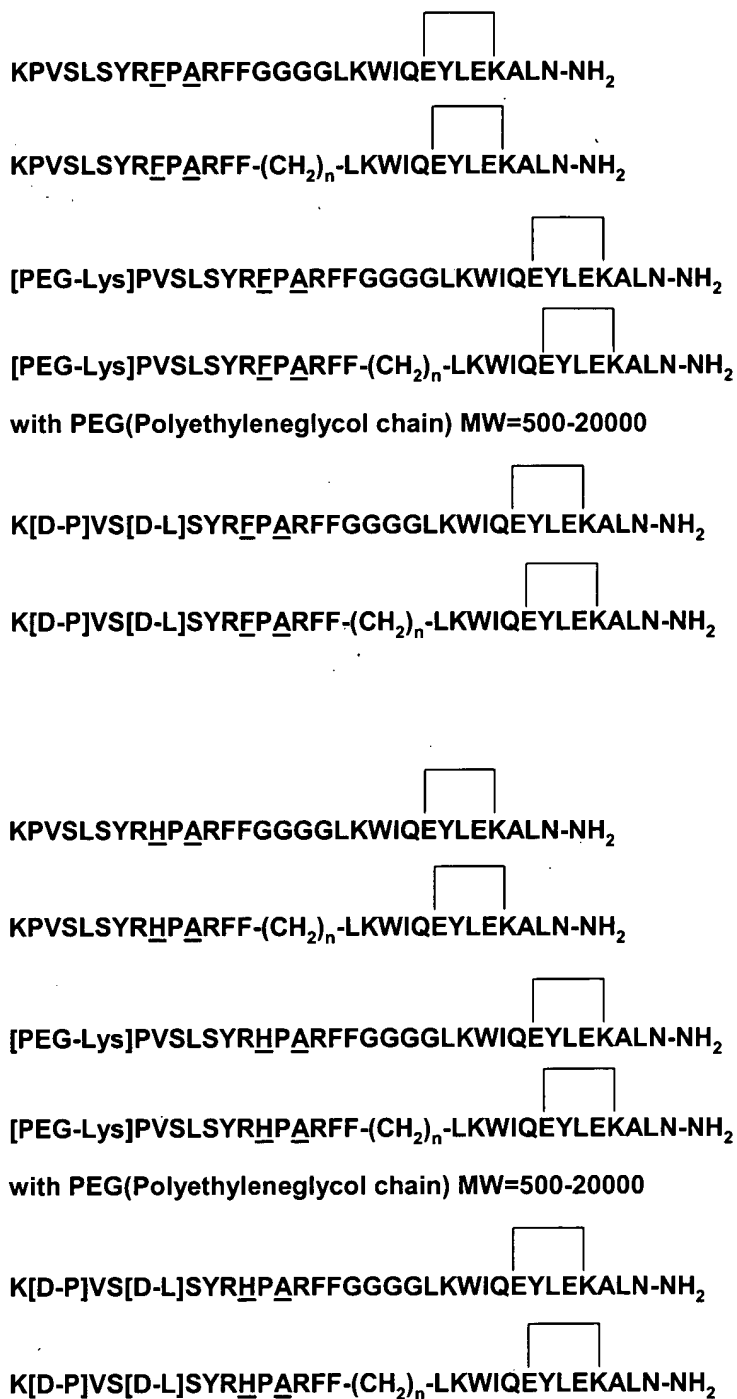 KPVSLSYRFPARFFGGGGLKWIQEYLEKALN-NH₂
KPVSLSYRFPARFF-(CH₂)ₙ-LKWIQEYLEKALN-NH₂
[PEG-Lys]PVSLSYRFPARFFGGGGLKWIQEYLEKALN-NH₂
[PEG-Lys]PVSLSYRFPARFF-(CH₂)ₙ-LKWIQEYLEKALN-NH₂
with PEG(Polyethyleneglycol chain) MW=500-20000
K[D-P]VS[D-L]SYRFPARFFGGGGLKWIQEYLEKALN-NH₂
K[D-P]VS[D-L]SYRFPARFF-(CH₂)ₙ-LKWIQEYLEKALN-NH₂
KPVSLSYRHPARFFGGGGLKWIQEYLEKALN-NH₂
KPVSLSYRHPARFF-(CH₂)ₙ-LKWIQEYLEKALN-NH₂
[PEG-Lys]PVSLSYRHPARFFGGGGLKWIQEYLEKALN-NH₂
[PEG-Lys]PVSLSYRHPARFF-(CH₂)ₙ-LKWIQEYLEKALN-NH₂
with PEG(Polyethyleneglycol chain) MW=500-20000
K[D-P]VS[D-L]SYRHPARFFGGGGLKWIQEYLEKALN-NH₂
K[D-P]VS[D-L]SYRHPARFF-(CH₂)ₙ-LKWIQEYLEKALN-NH₂